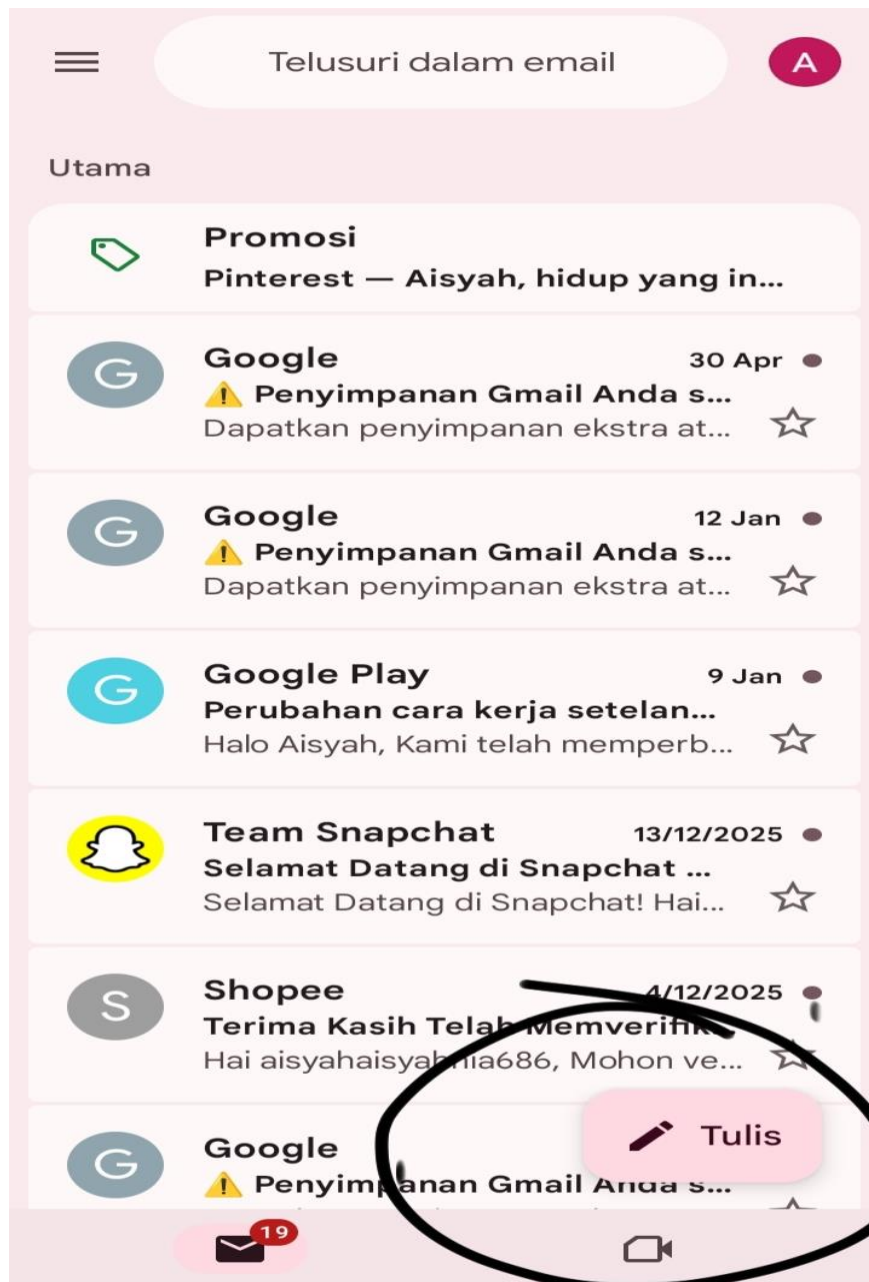 Telusuri dalam email
A
Utama
Promosi
Pinterest — Aisyah, hidup yang in...
G
Google
30 Apr
⚠️ Penyimpanan Gmail Anda s...
Dapatkan penyimpanan ekstra at...
G
Google
12 Jan
⚠️ Penyimpanan Gmail Anda s...
Dapatkan penyimpanan ekstra at...
G
Google Play
9 Jan
Perubahan cara kerja setelan...
Halo Aisyah, Kami telah memperb...
Team Snapchat
13/12/2025
Selamat Datang di Snapchat ...
Selamat Datang di Snapchat! Hai...
S
Shopee
4/12/2025
Terima Kasih Telah Memverifik...
Hai Mohon ve...
Tulis
G
Google
⚠️ Penyimpanan Gmail Anda s...
19